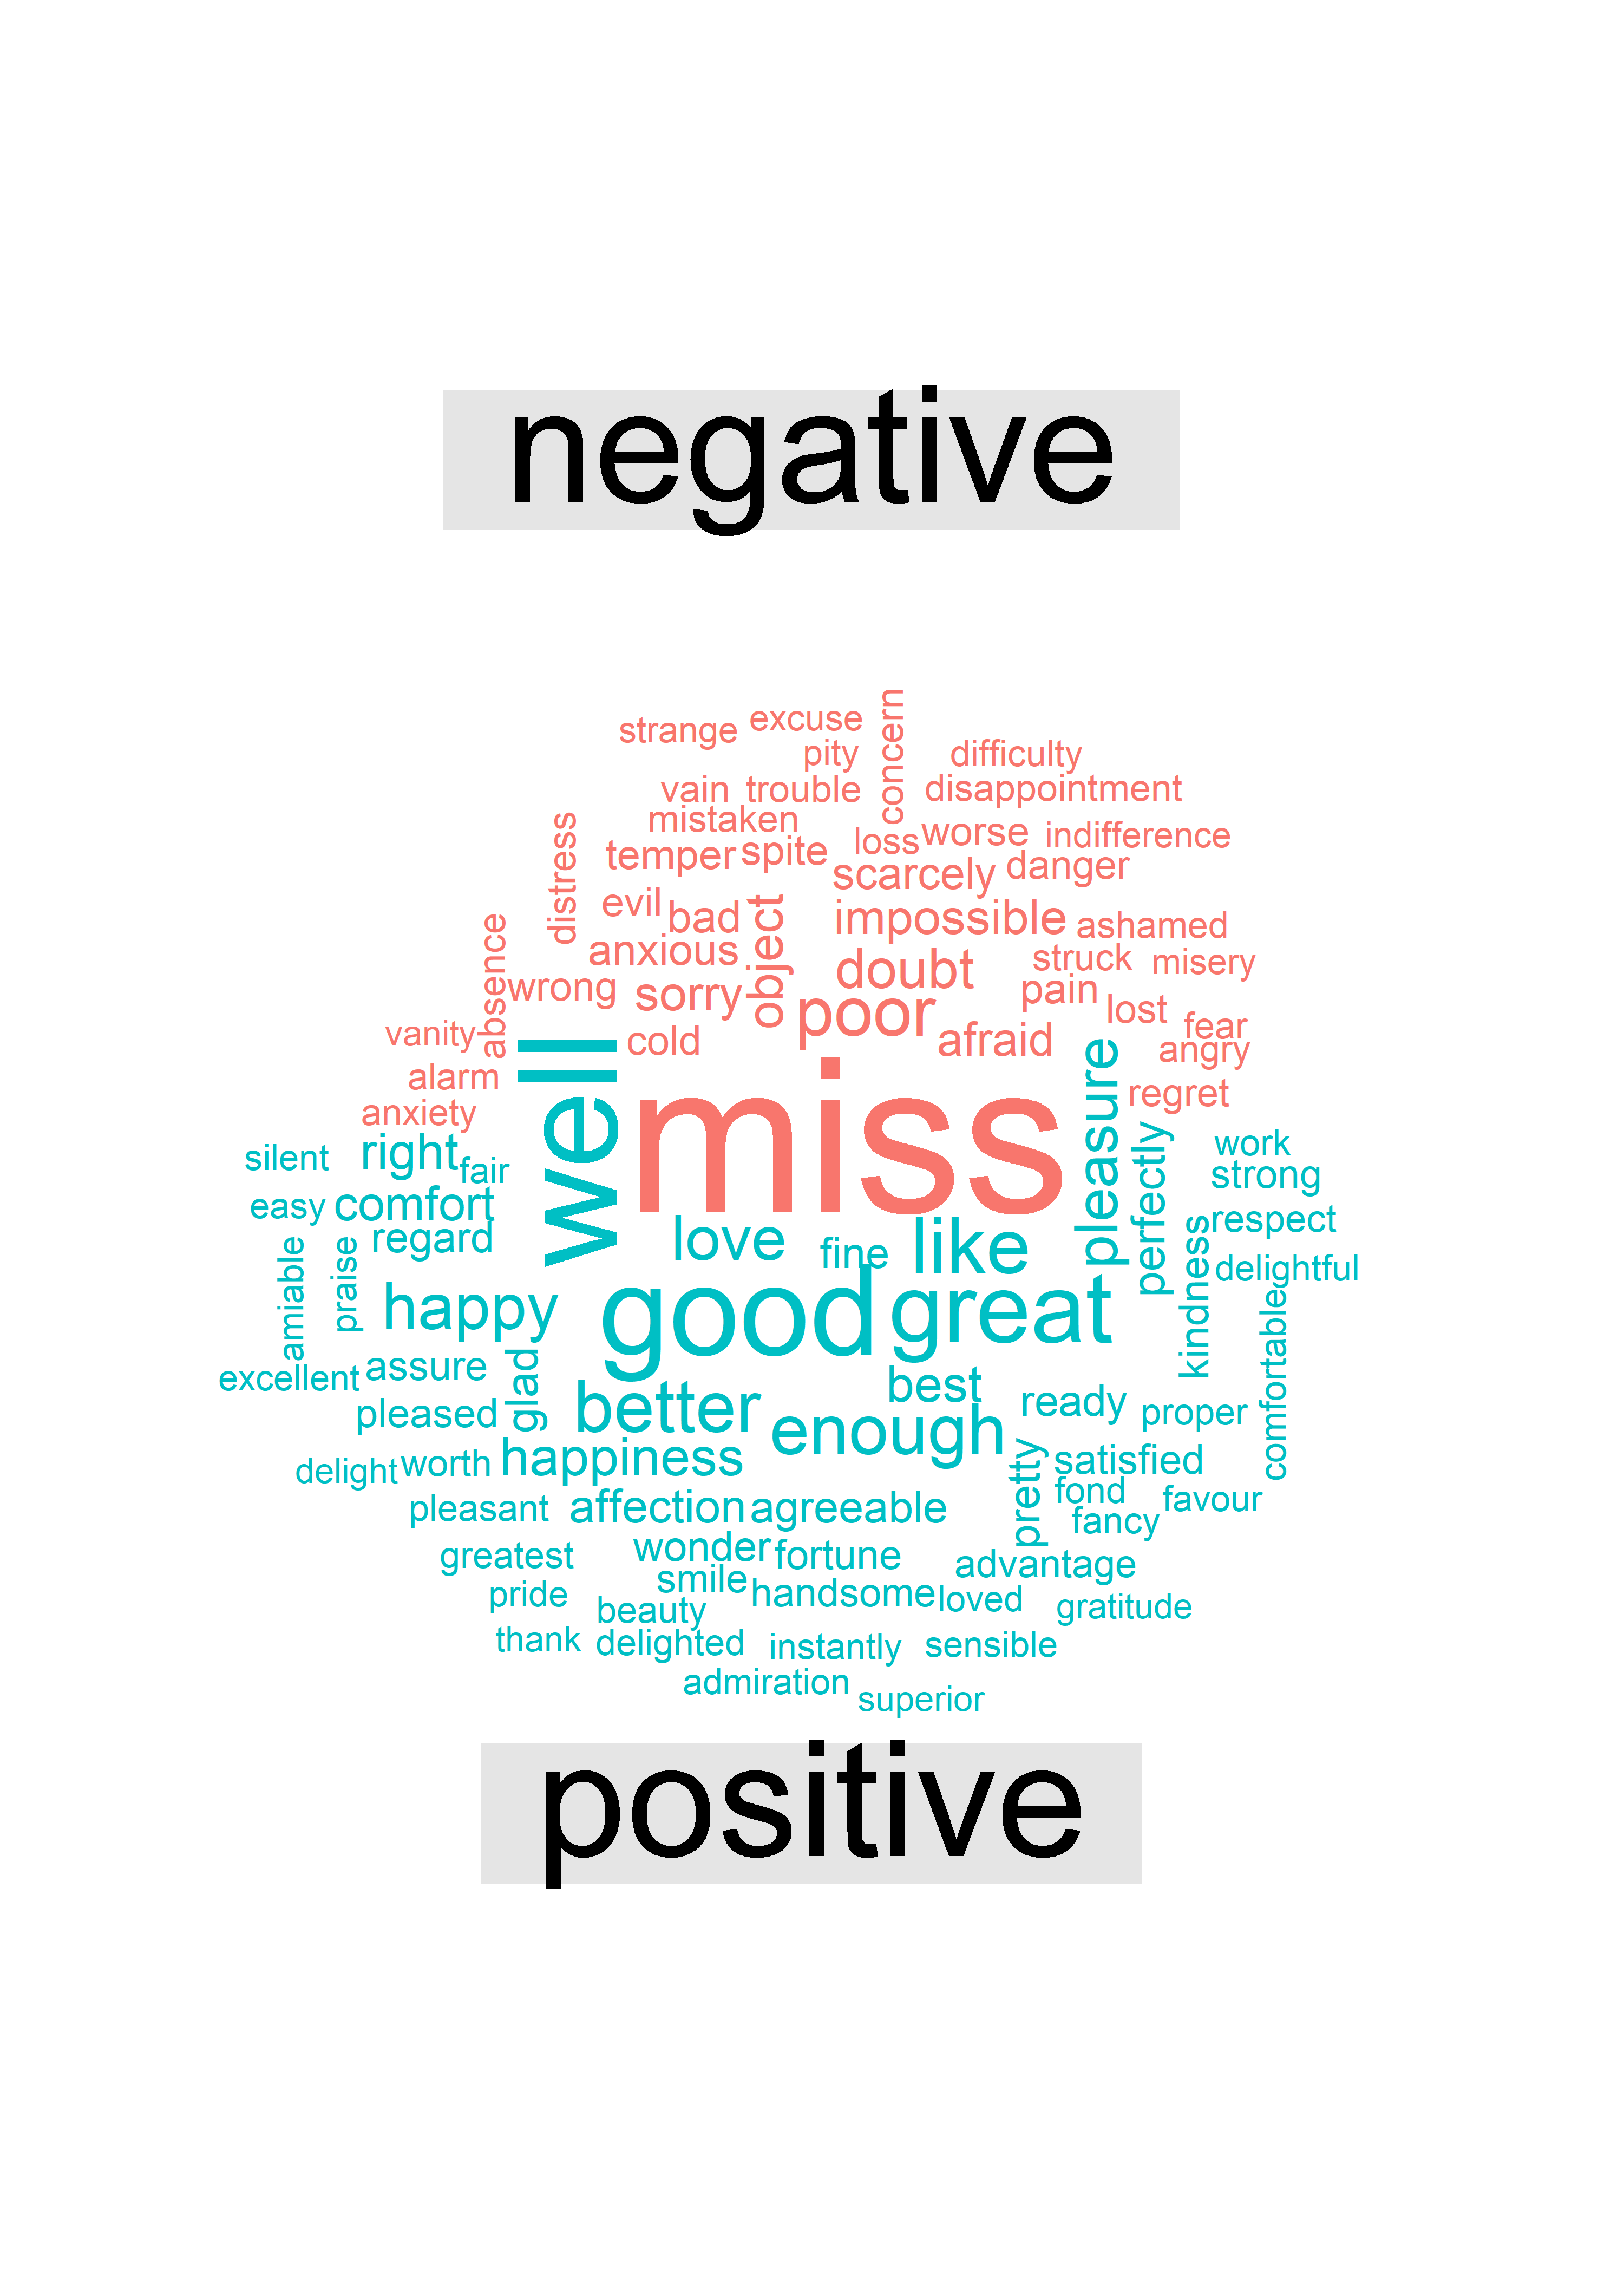 negative
strange excuse concern
pity difficulty
vain trouble disappointment
mistaken
distress temper spite loss worse indifference
scarcely danger
evil bad object impossible ashamed
absence anxious doubt struck misery
wrong sorry poor pain lost
vanity cold afraid fear
angry
alarm well miss pleasure regret
anxiety
silent right fair perfectly work
strong
easy comfort love like respect
regard fine kindness
amiable praise delightful
happy good great comfortable
excellent assure glad best
pleased better ready proper
enough
delight worth happiness pretty satisfied
pleasant affection agreeable fond favour
fancy
greatest wonder fortune advantage
pride smile handsome loved gratitude
beauty
thank delighted instantly sensible
admiration superior
positive